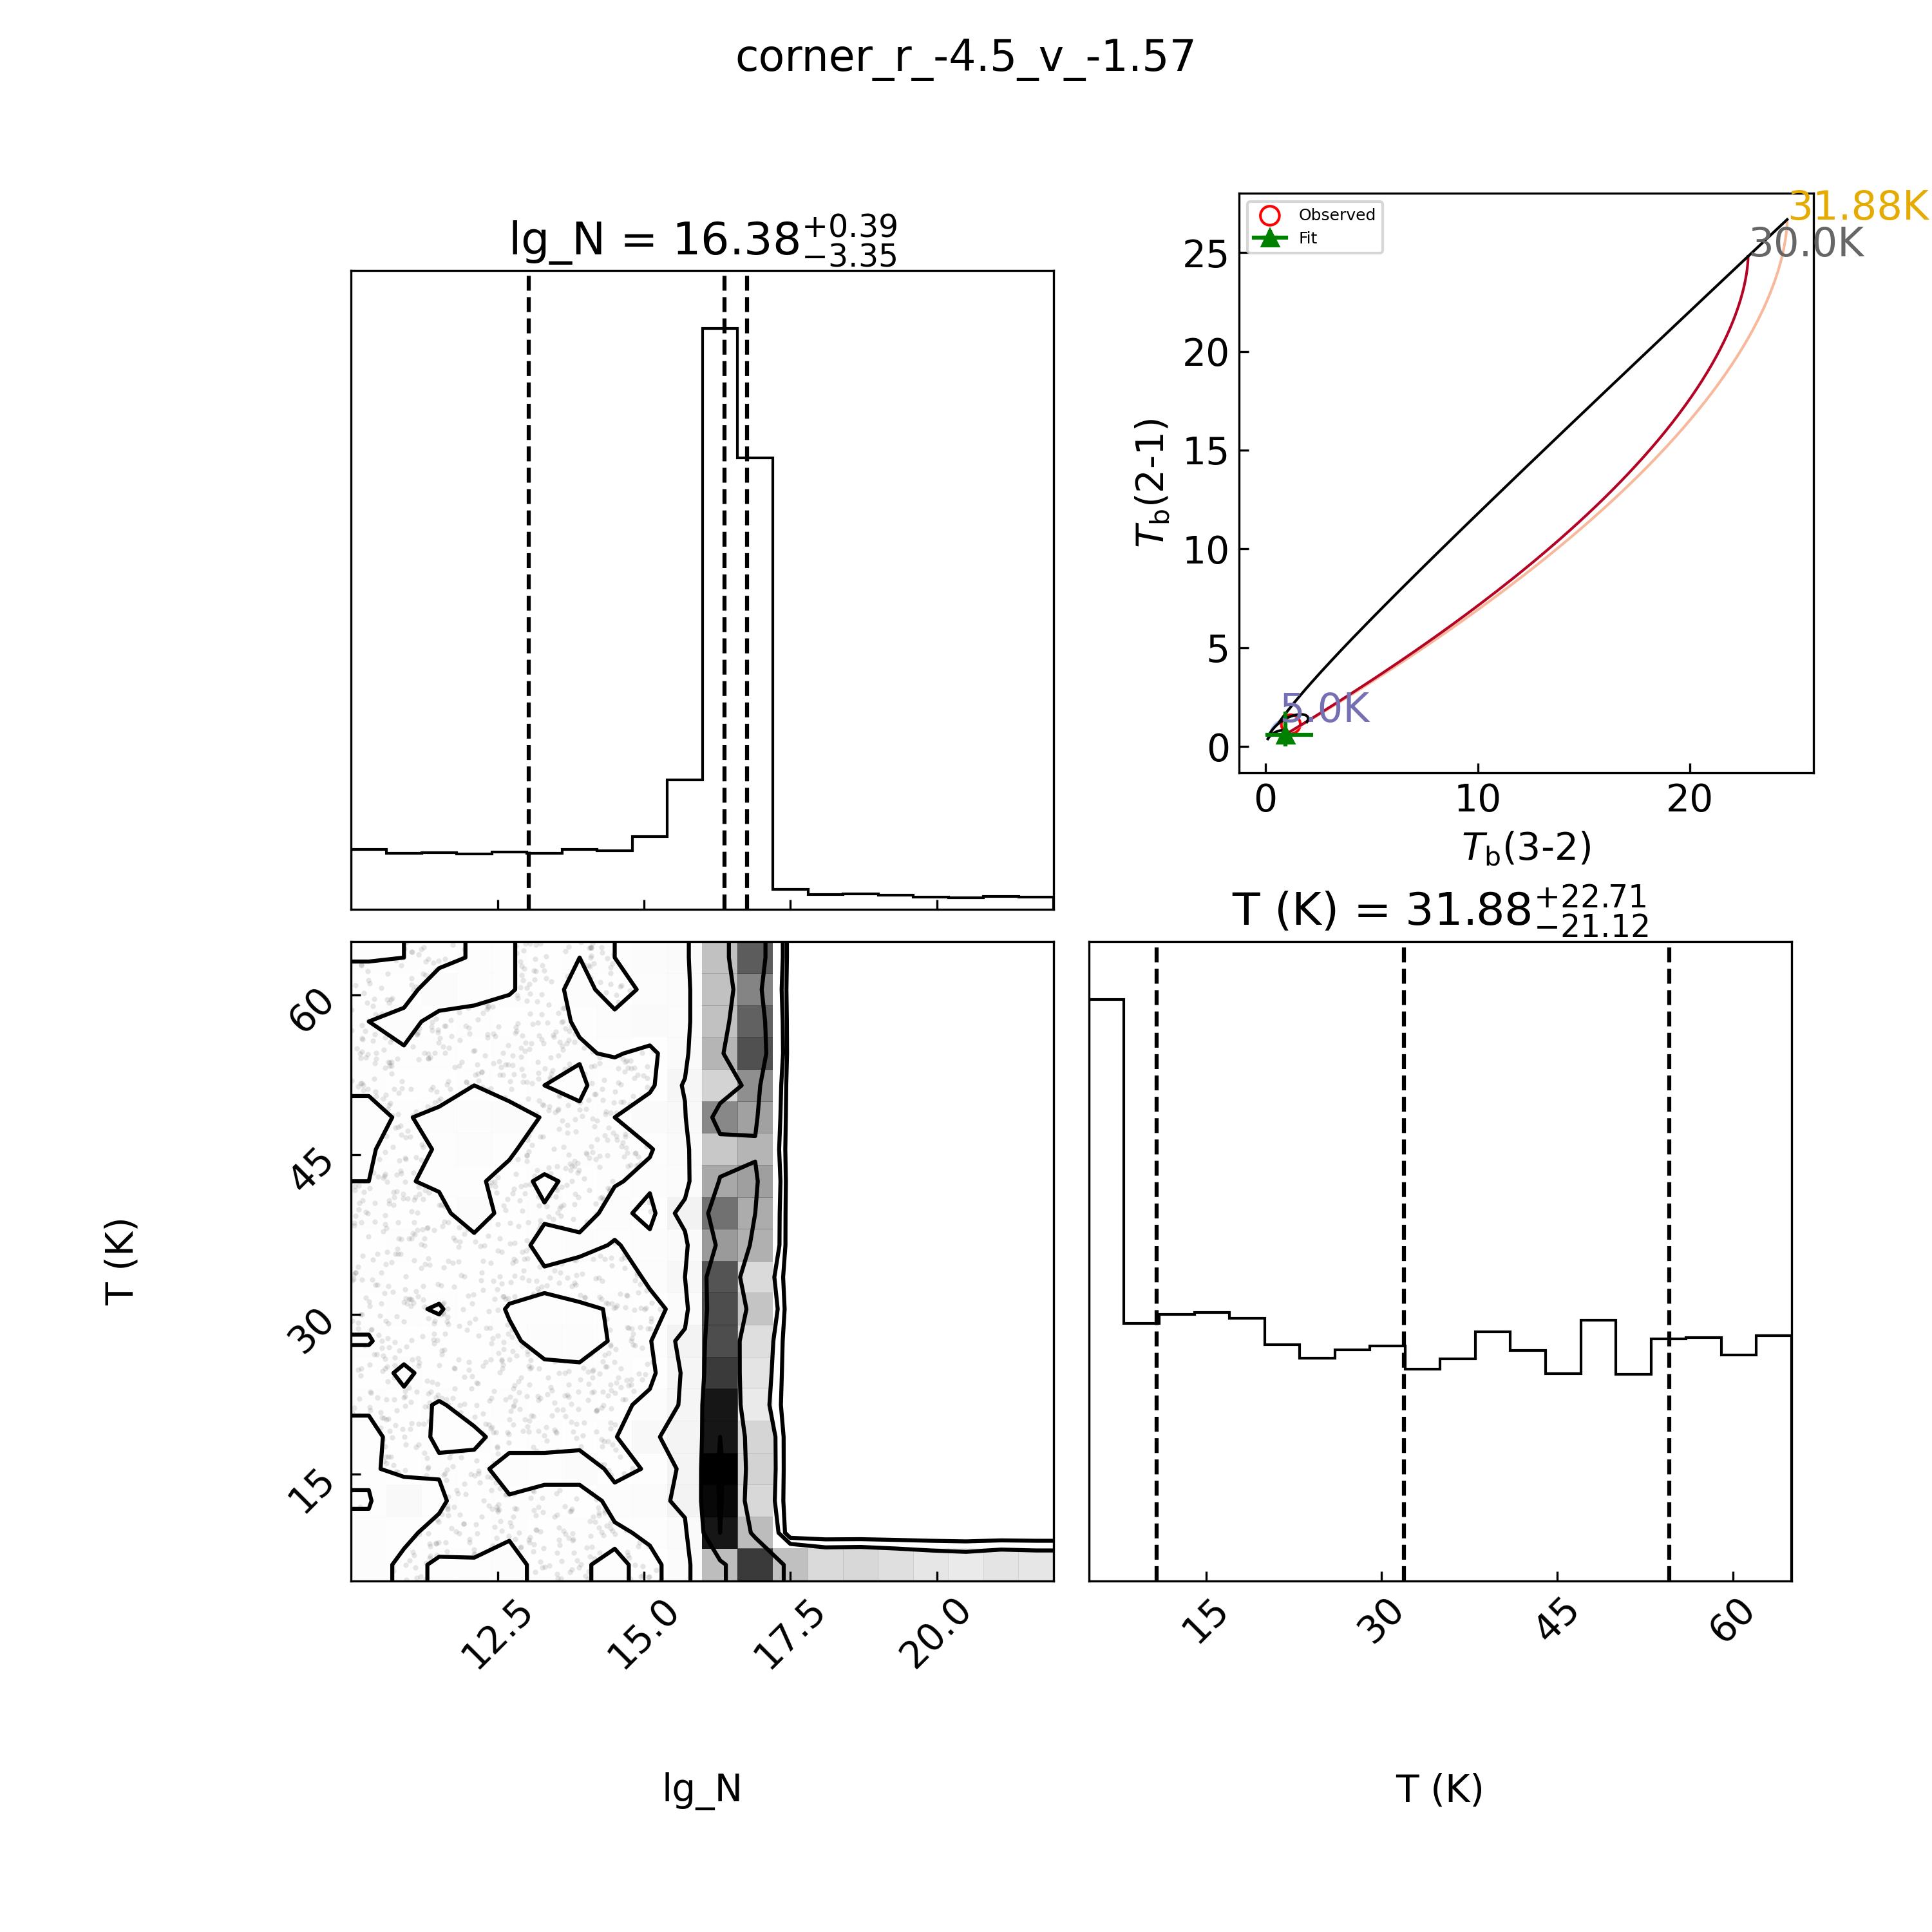 corner_r_-4.5_v_-1.57
lg_N = 16.38 +0.39 −3.35
31.88K
30.0K
Observed
Fit
25
20
15
10
5
0
T_b(2-1)
5.0K
0 10 20
T_b(3-2)
T (K) = 31.88 +22.71 −21.12
60
45
30
15
T (K)
12.5 15.0 17.5 20.0
15 30 45 60
lg_N
T (K)